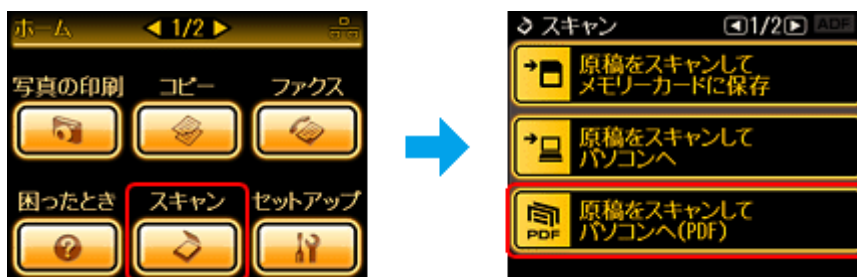 ホーム ◀ 1/2 ▶
写真の印刷 コピー ファクス
困ったとき スキャン セットアップ
スキャン ◀1/2▶ ADF
原稿をスキャンして
メモリーカードに保存
原稿をスキャンして
パソコンへ
PDF
原稿をスキャンして
パソコンへ(PDF)